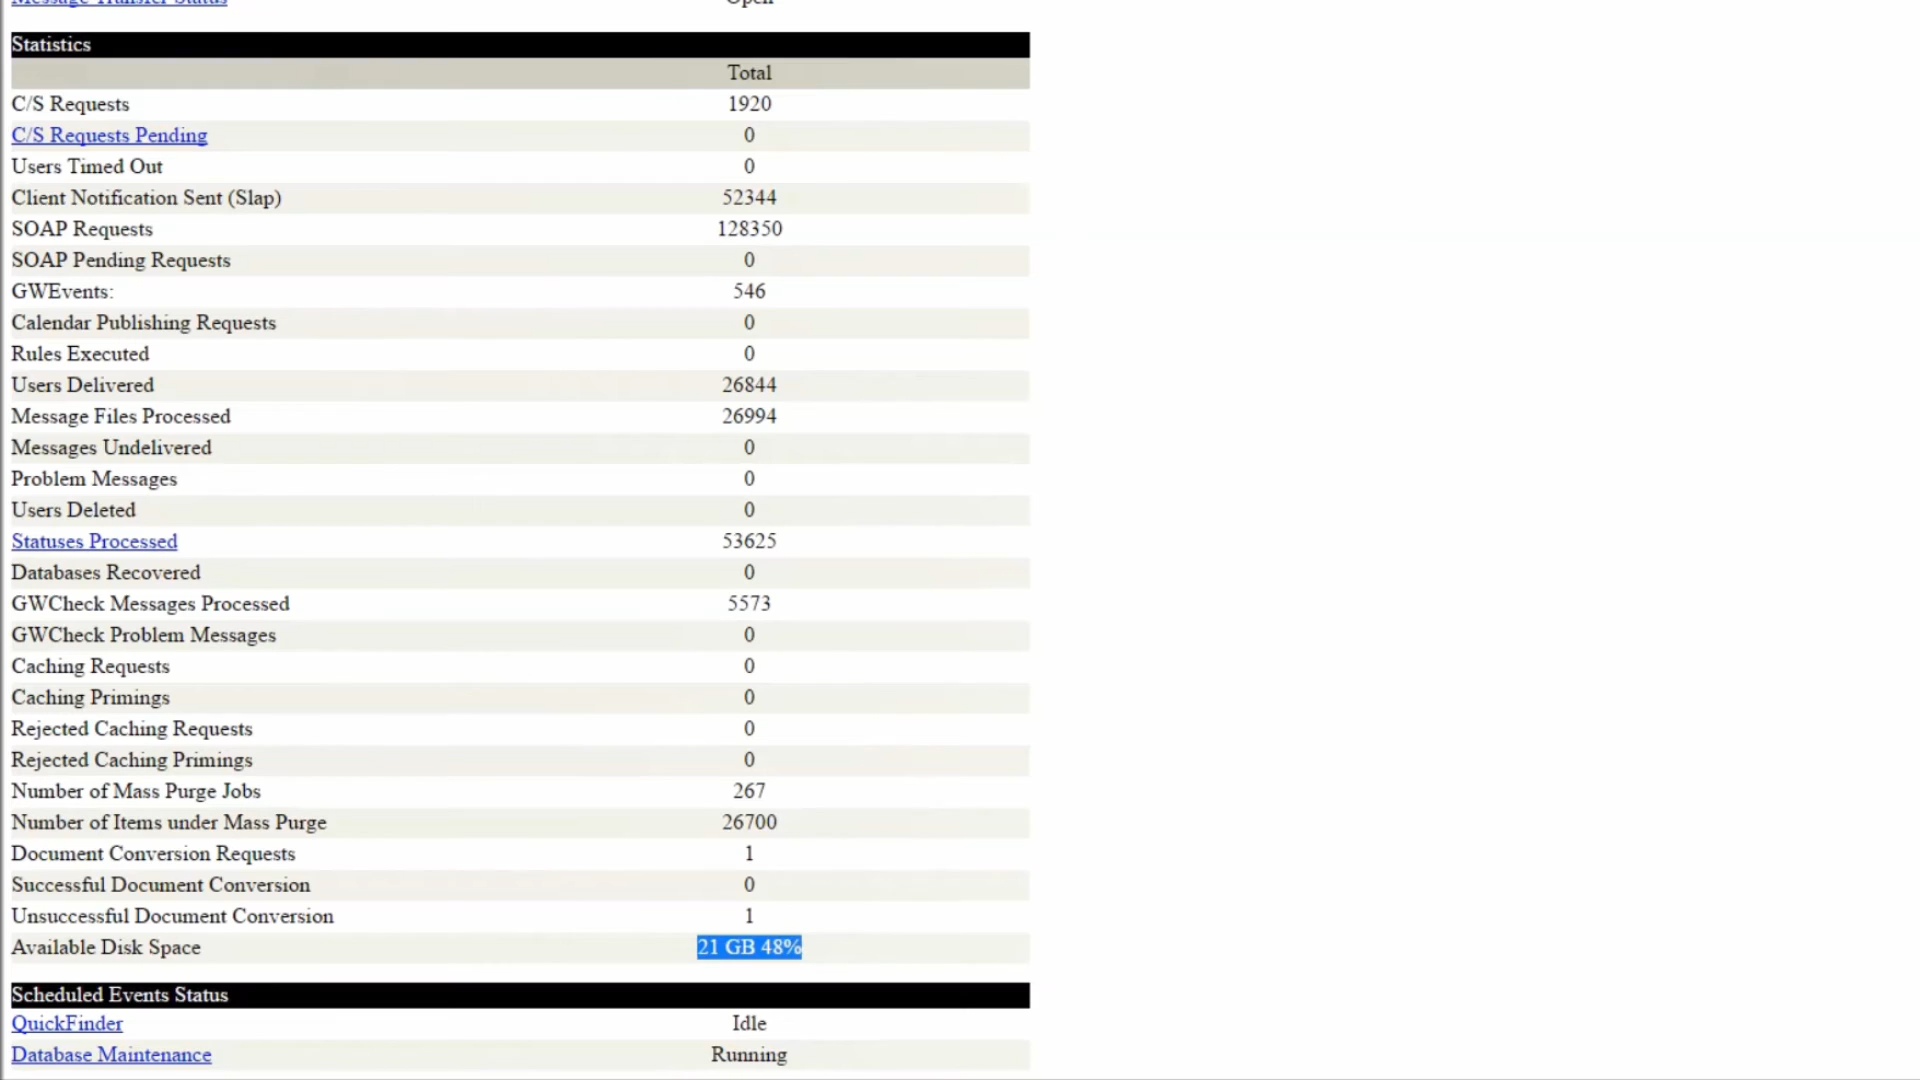 Message Transfer Status Open
Statistics
Total
C/S Requests 1920
C/S Requests Pending 0
Users Timed Out 0
Client Notification Sent (Slap) 52344
SOAP Requests 128350
SOAP Pending Requests 0
GWEvents: 546
Calendar Publishing Requests 0
Rules Executed 0
Users Delivered 26844
Message Files Processed 26994
Messages Undelivered 0
Problem Messages 0
Users Deleted 0
Statuses Processed 53625
Databases Recovered 0
GWCheck Messages Processed 5573
GWCheck Problem Messages 0
Caching Requests 0
Caching Primings 0
Rejected Caching Requests 0
Rejected Caching Primings 0
Number of Mass Purge Jobs 267
Number of Items under Mass Purge 26700
Document Conversion Requests 1
Successful Document Conversion 0
Unsuccessful Document Conversion 1
Available Disk Space 21 GB 48%
Scheduled Events Status
QuickFinder Idle
Database Maintenance Running